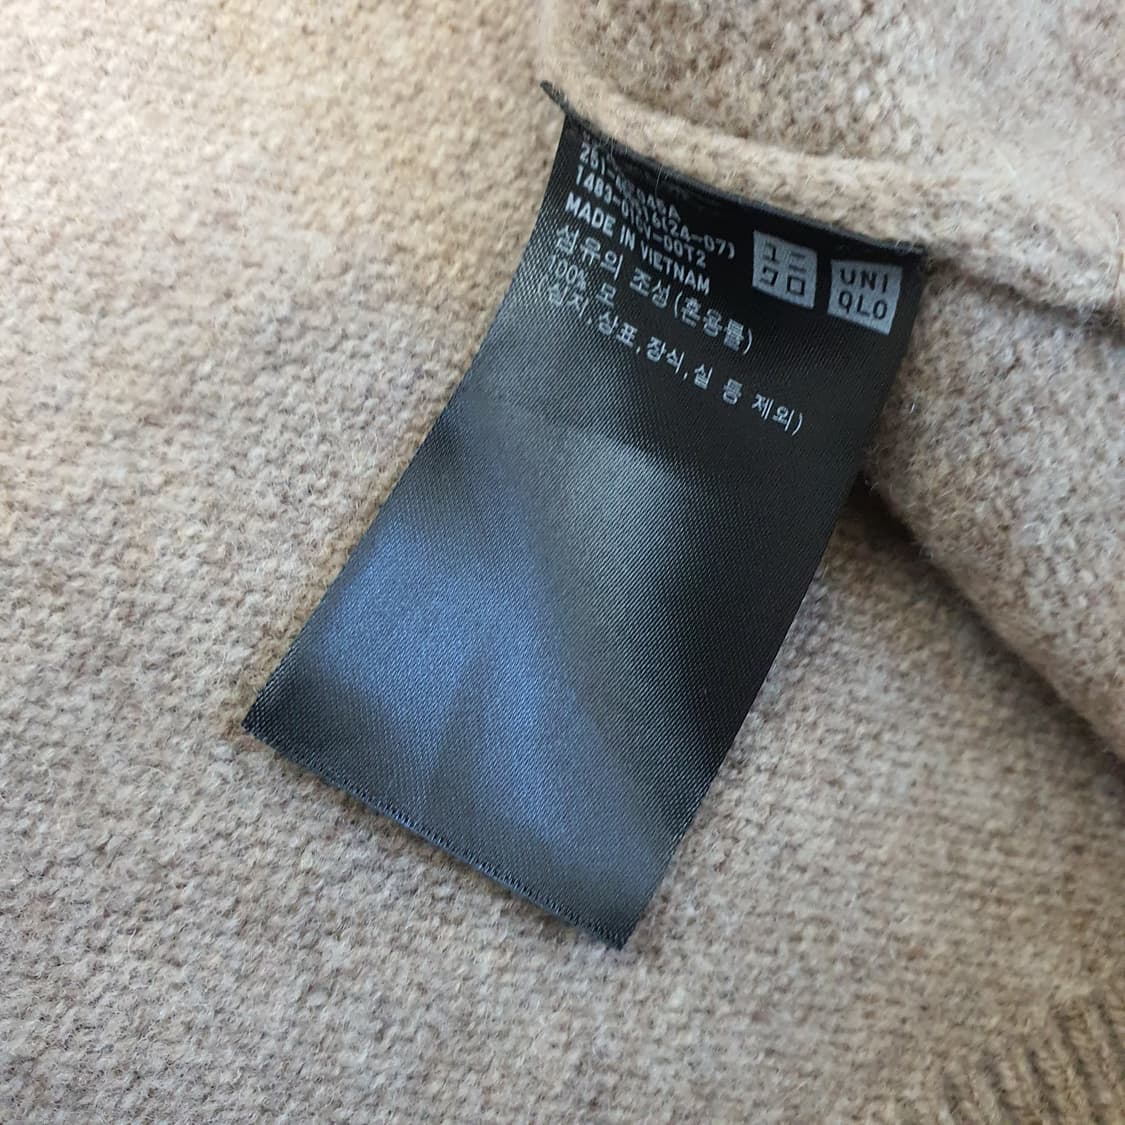 MADE IN VIETNAM
섬유의 조성(혼용률)
100% 모
(심지,상표,장식,실 등 제외)
ユニ
クロ
UNI
QLO